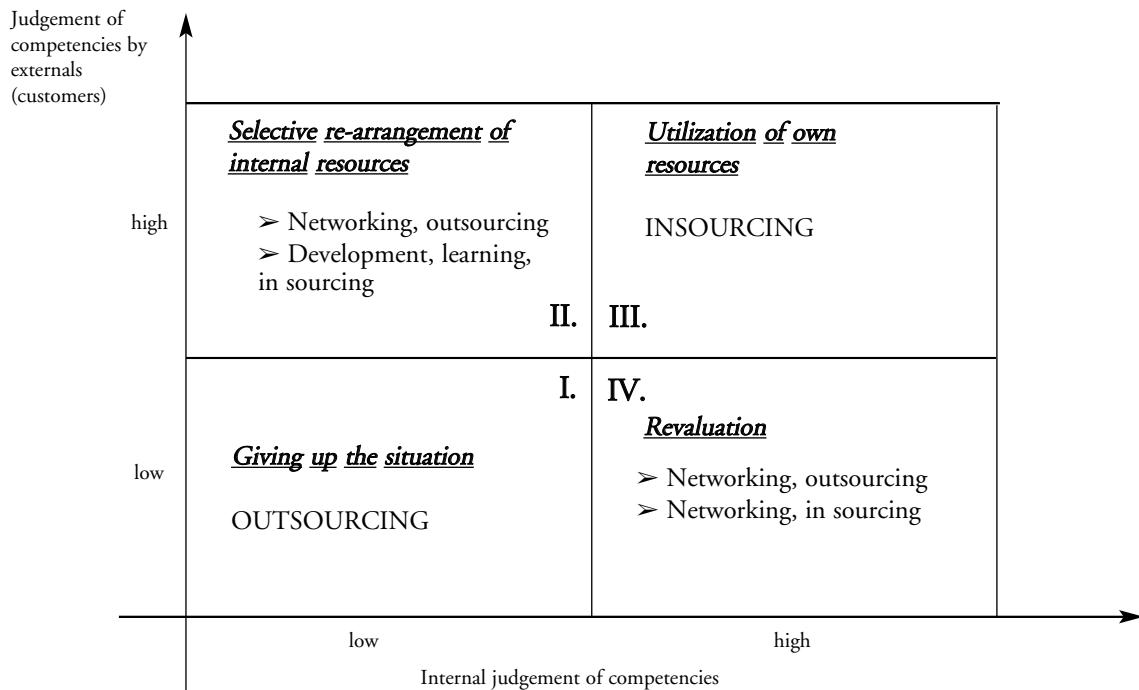 Judgement of
competencies by
externals
(customers)
Selective re-arrangement of
internal resources
➢ Networking, outsourcing
➢ Development, learning,
in sourcing
II.
Utilization of own
resources
INSOURCING
III.
high
I.
Giving up the situation
OUTSOURCING
IV.
Revaluation
➢ Networking, outsourcing
➢ Networking, in sourcing
low
low
high
Internal judgement of competencies